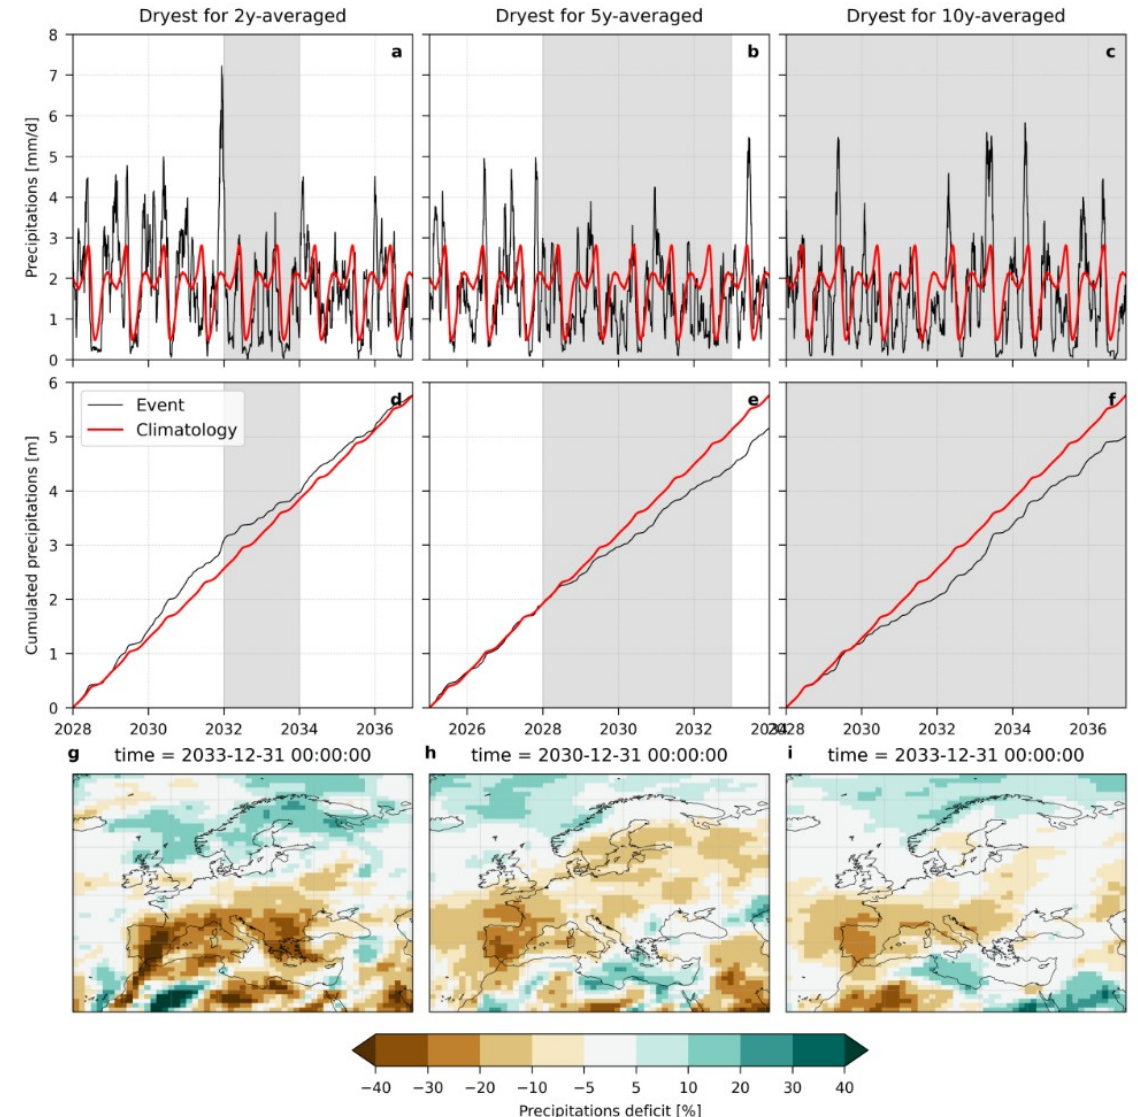 Dryest for 2y-averaged
Dryest for 5y-averaged
Dryest for 10y-averaged
Precipitations [mm/d]
8
7
6
5
4
3
2
1
0
a
b
c
Cumulated precipitations [m]
6
5
4
3
2
1
0
Event
Climatology
d
e
f
2028 2030 2032 2034 2036
2026 2028 2030 2032
2028 2030 2032 2034 2036
g time = 2033-12-31 00:00:00
h time = 2030-12-31 00:00:00
i time = 2036-12-31 00:00:00
−40 −30 −20 −10 −5 5 10 20 30 40
Precipitations deficit [%]